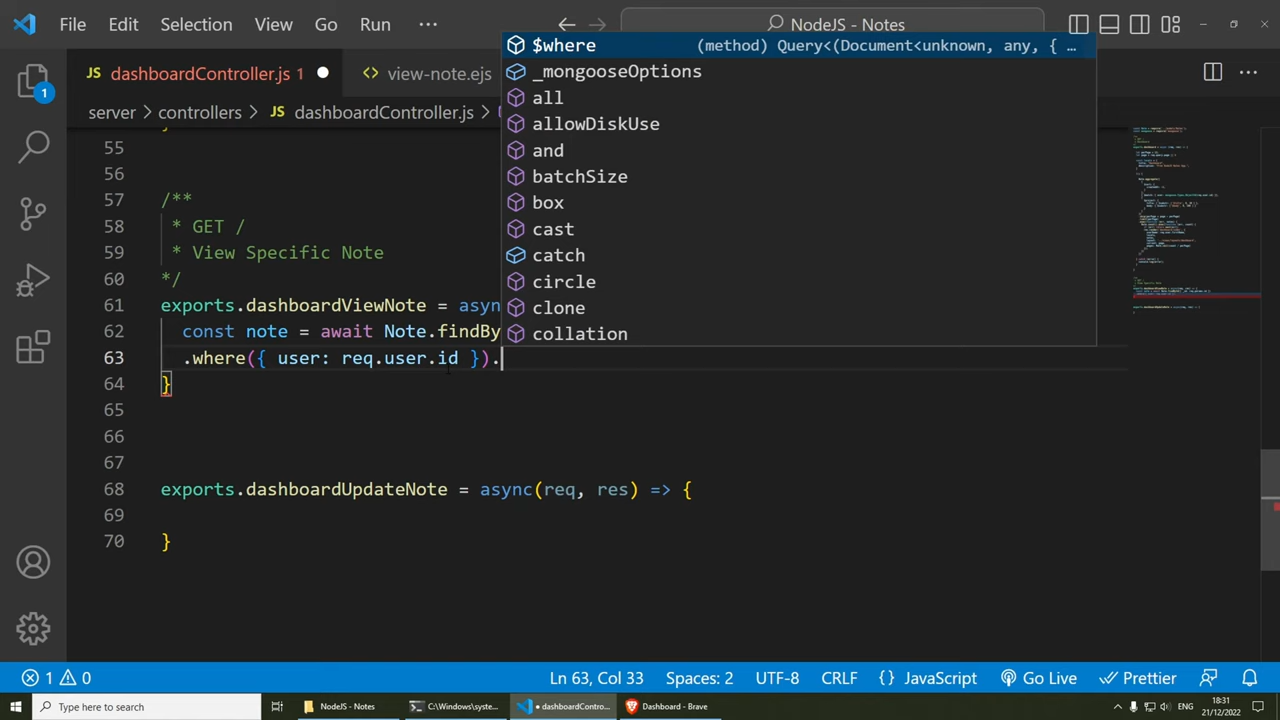 File Edit Selection View Go Run ··· NodeJS - Notes
JS dashboardController.js 1 ● <> view-note.ejs ···
server > controllers > JS dashboardController.js >
$where (method) Query<(Document<unknown, any, { …
_mongooseOptions
all
allowDiskUse
and
batchSize
box
cast
catch
circle
clone
collation
55
56
57 /**
58 * GET /
59 * View Specific Note
60 */
61 exports.dashboardViewNote = asyn
62 const note = await Note.findBy
63 .where({ user: req.user.id }).
64 }
65
66
67
68 exports.dashboardUpdateNote = async(req, res) => {
69
70 }
1
1 0 Ln 63, Col 33 Spaces: 2 UTF-8 CRLF {} JavaScript Go Live Prettier
Type here to search NodeJS - Notes C:\Windows\syste... ● dashboardContro... Dashboard - Brave ENG 18:31
21/12/2022